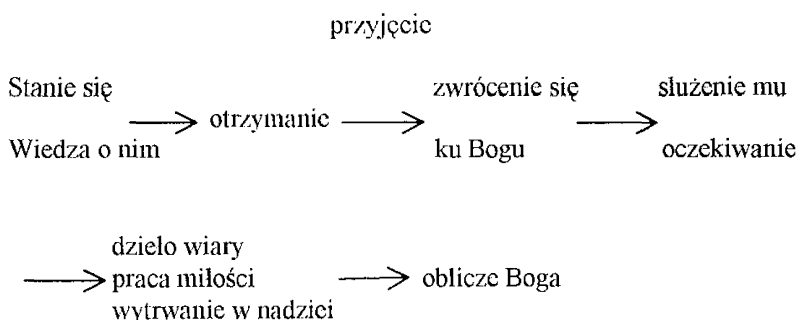 przyjęcie
Stanie się zwrócenie się służenie mu
otrzymanie
Wiedza o nim ku Bogu oczekiwanie
dzieło wiary
praca miłości oblicze Boga
wytrwanie w nadziei